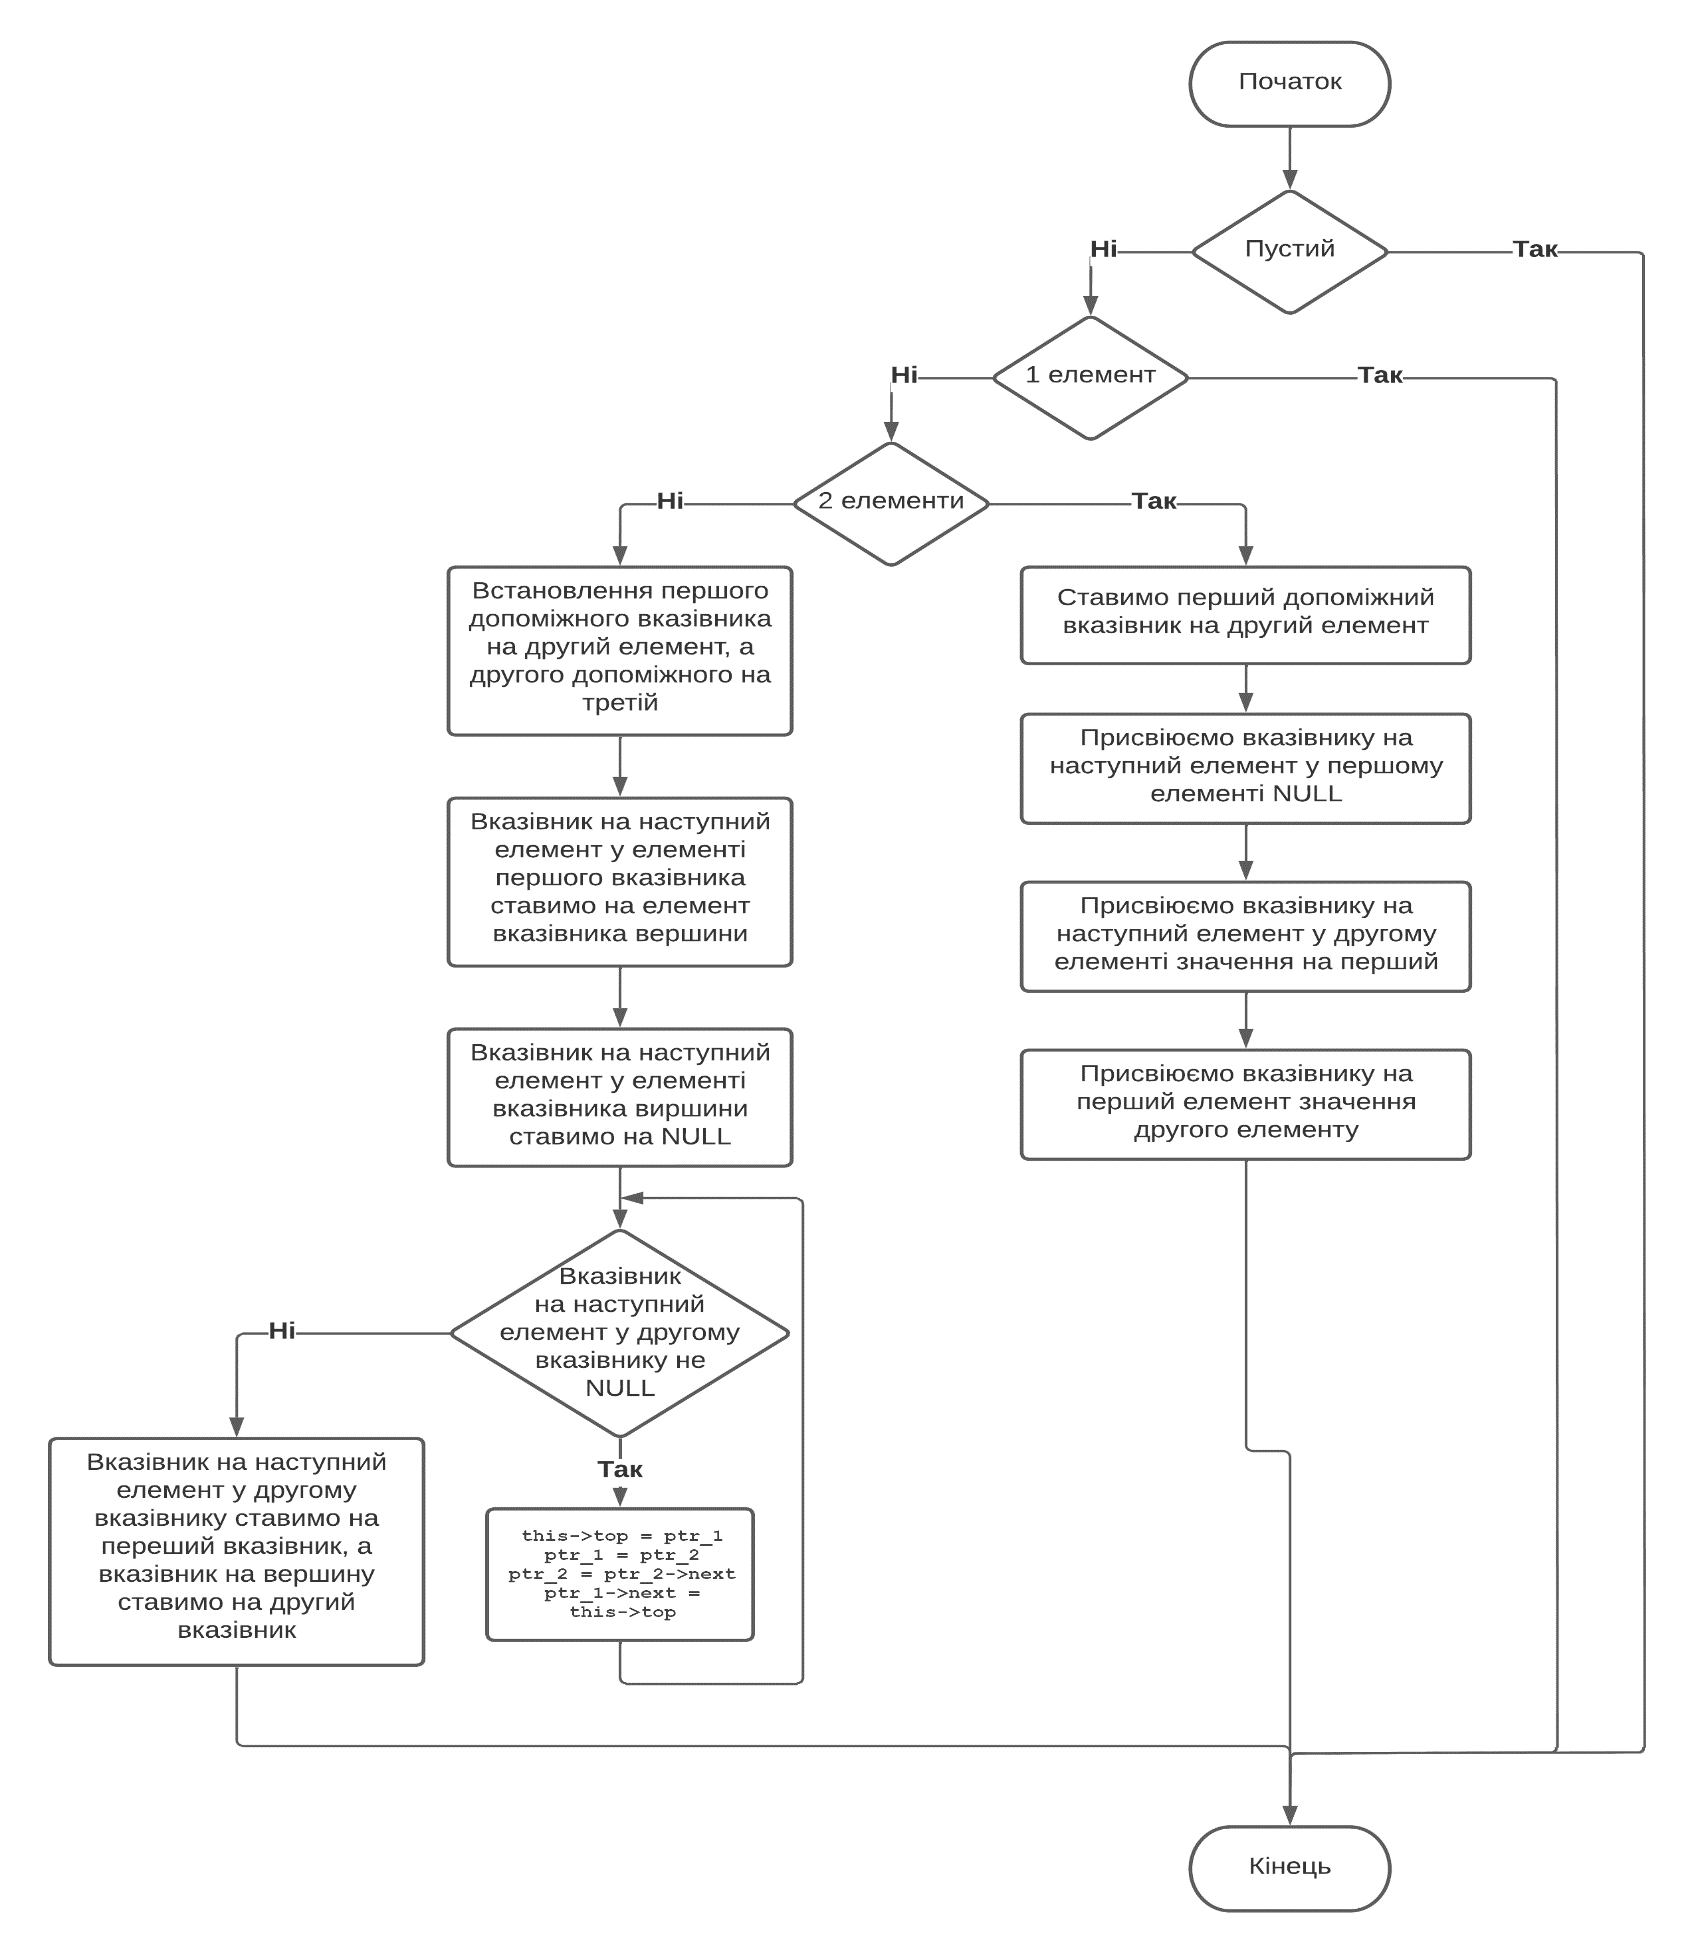 Початок
Пустий
Ні
Так
1 елемент
Ні
Так
2 елементи
Ні
Так
Встановлення першого
допоміжного вказівника
на другий елемент, а
другого допоміжного на
третій
Ставимо перший допоміжний
вказівник на другий елемент
Присвіюємо вказівнику на
наступний елемент у першому
елементі NULL
Вказівник на наступний
елемент у елементі
першого вказівника
ставимо на елемент
вказівника вершини
Присвіюємо вказівнику на
наступний елемент у другому
елементі значення на перший
Вказівник на наступний
елемент у елементі
вказівника виршини
ставимо на NULL
Присвіюємо вказівнику на
перший елемент значення
другого елементу
Вказівник
на наступний
елемент у другому
вказівнику не
NULL
Ні
Так
Вказівник на наступний
елемент у другому
вказівнику ставимо на
переший вказівник, а
вказівник на вершину
ставимо на другий
вказівник
this->top = ptr_1
ptr_1 = ptr_2
ptr_2 = ptr_2->next
ptr_1->next =
this->top
Кінець